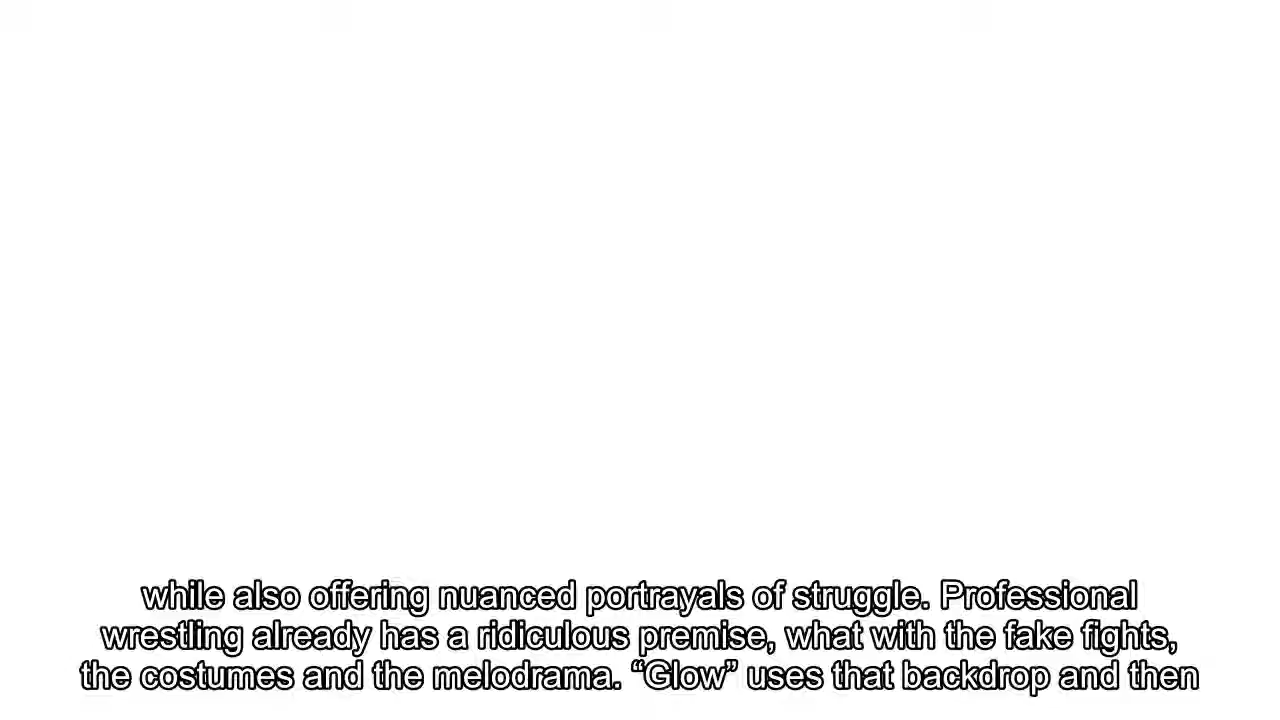 while also offering nuanced portrayals of struggle. Professional
wrestling already has a ridiculous premise, what with the fake fights,
the costumes and the melodrama. “Glow” uses that backdrop and then